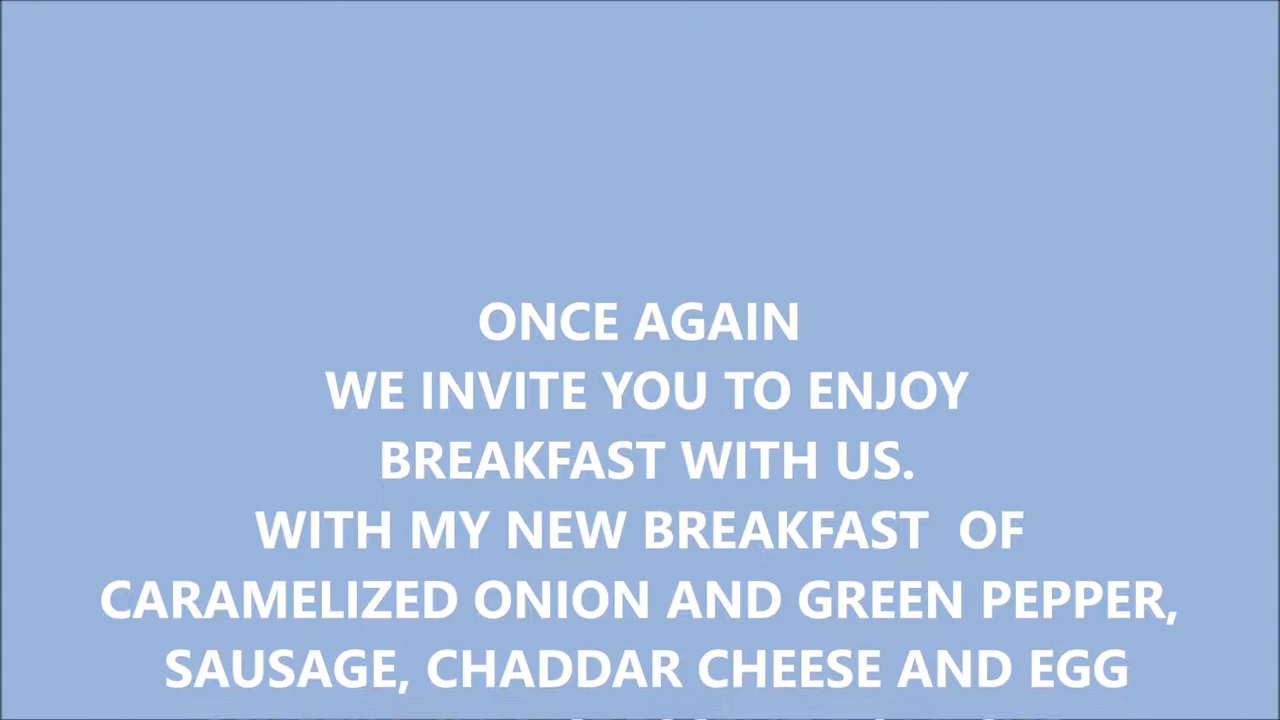 ONCE AGAIN
WE INVITE YOU TO ENJOY
BREAKFAST WITH US.
WITH MY NEW BREAKFAST  OF
CARAMELIZED ONION AND GREEN PEPPER,
SAUSAGE, CHADDAR CHEESE AND EGG